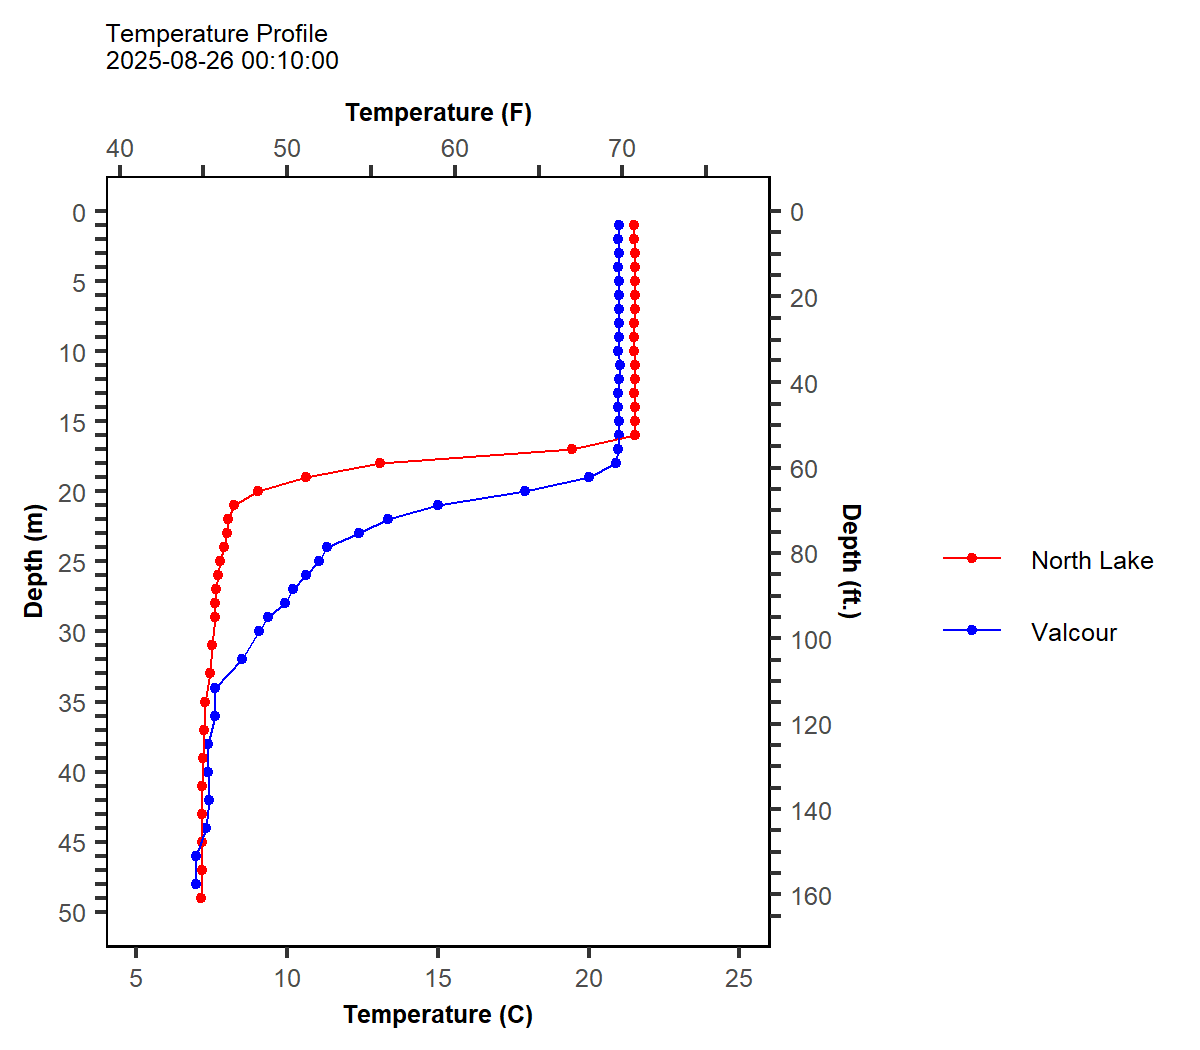 Temperature Profile
2025-08-26 00:10:00
Temperature (F)
40 50 60 70
0
5
10
15
20
25
30
35
40
45
50
Depth (m)
0
20
40
60
80
100
120
140
160
Depth (ft.)
North Lake
Valcour
5 10 15 20 25
Temperature (C)